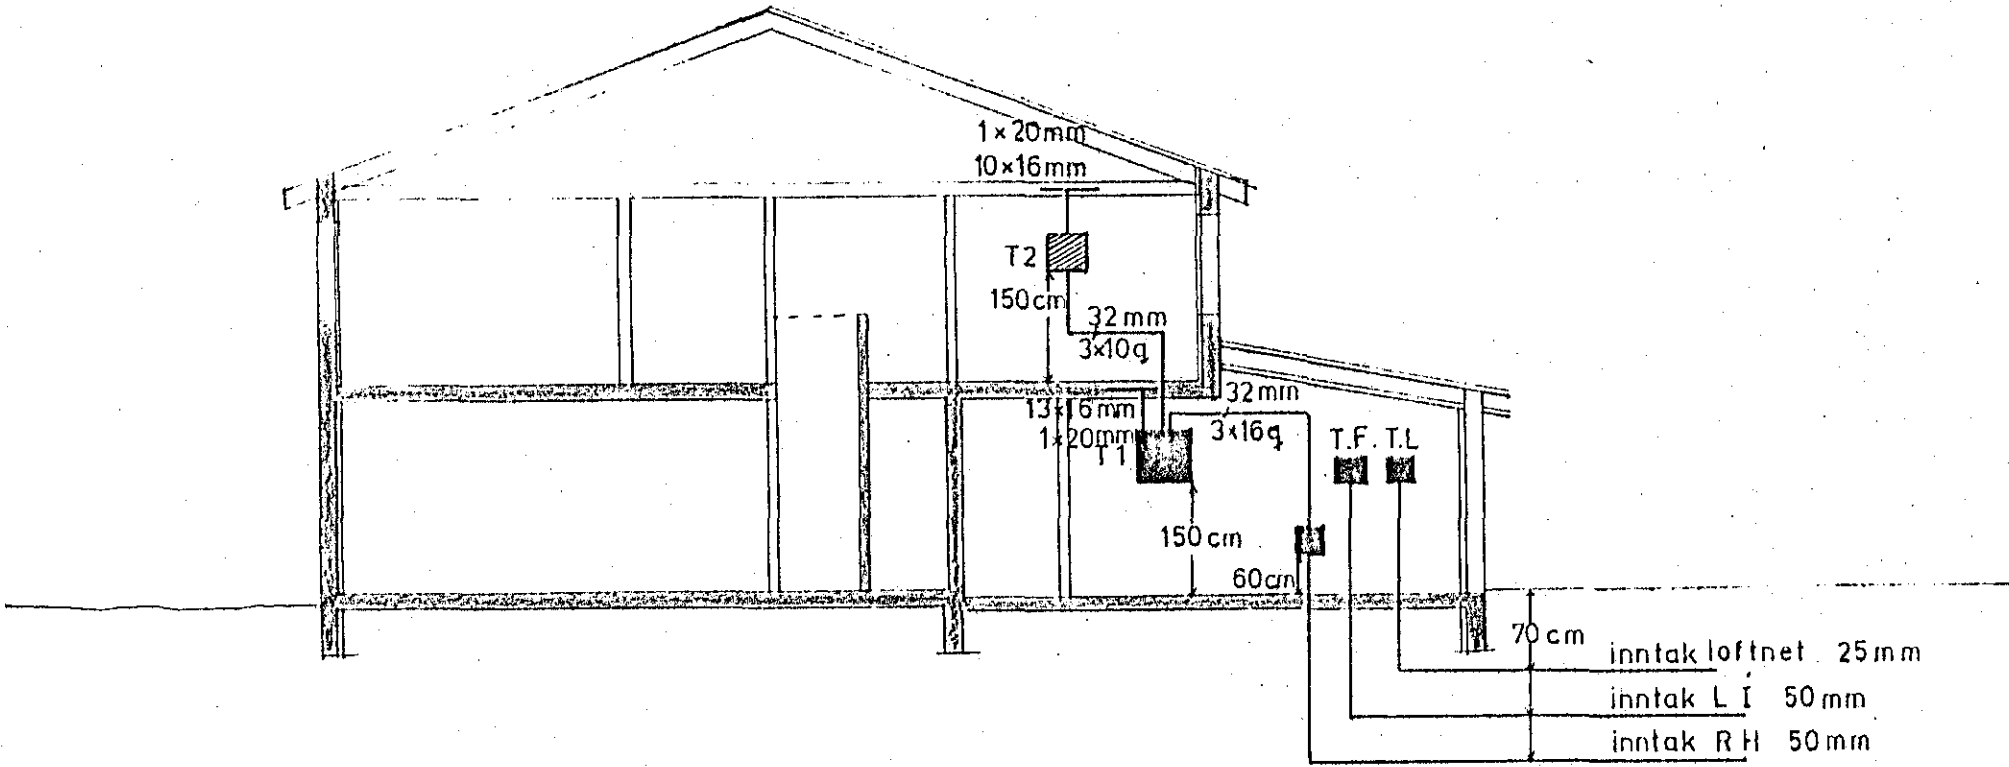 1×20mm
10×16mm
T2
150cm
32mm
3×10q
13×16mm
1×20mm
T1
32mm
3×16q
T.F. T.L
150cm
60cm
70cm
inntak loftnet 25mm
inntak L Í 50mm
inntak RH 50mm